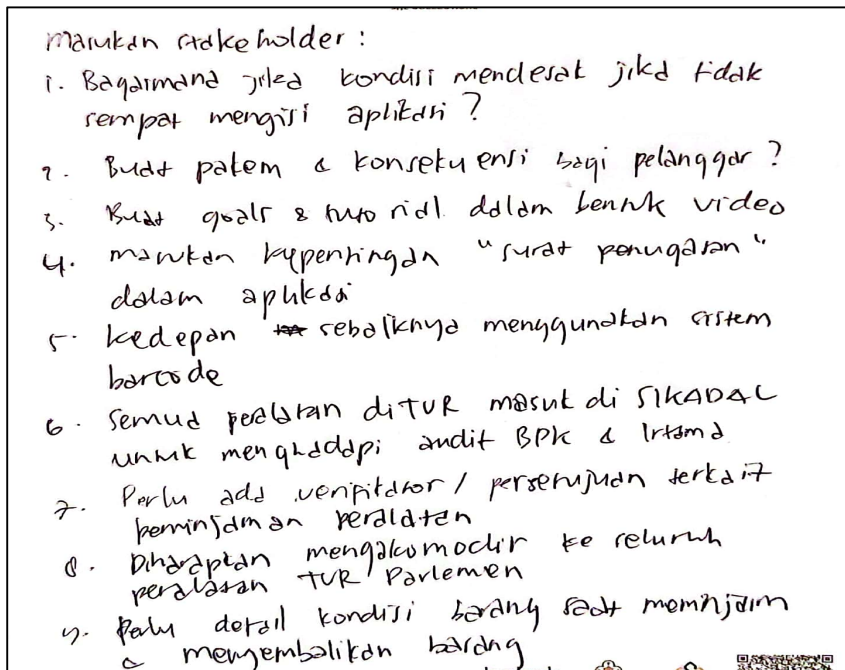 masukan stakeholder :
1. Bagaimana jika kondisi mendesak jika tidak
sempat mengisi aplikasi ?
2. Buat pakem & konsekuensi bagi pelanggar ?
3. Buat goals & tutorial dalam bentuk video
4. masukan kepentingan "surat penugasan"
dalam aplikasi
5. kedepan sebaiknya menggunakan sistem
barcode
6. Semua peralatan di TVR masuk di SIKADAL
untuk menghadapi audit BPK & Irtama
7. Perlu ada verifikator / persetujuan terkait
peminjaman peralatan
8. Diharapkan mengakomodir ke seluruh
peralatan TVR Parlemen
9. Perlu detail kondisi barang saat meminjam
& mengembalikan barang